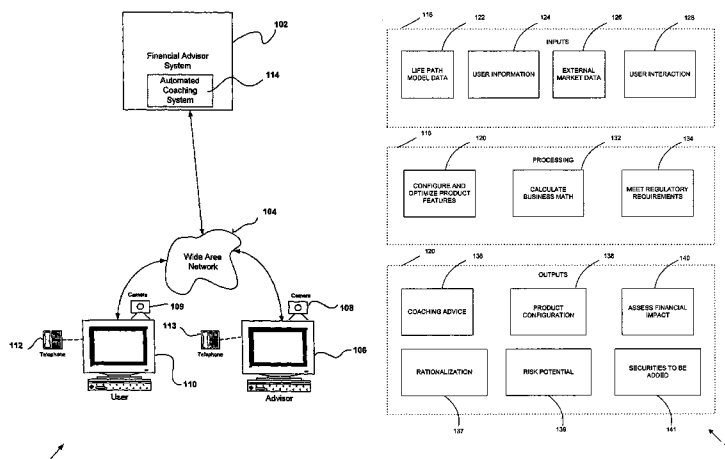 102
Financial Advisor
System
114
Automated
Coaching
System
104
Wide Area
Network
Camera
109
Camera
108
112
Telephone
113
Telephone
106
110
User
Advisor
116
122
124
126
128
INPUTS
LIFE PATH
MODEL DATA
USER INFORMATION
EXTERNAL
MARKET DATA
USER INTERACTION
118
120
132
134
PROCESSING
CONFIGURE AND
OPTIMIZE PRODUCT
FEATURES
CALCULATE
BUSINESS MATH
MEET REGULATORY
REQUIREMENTS
120
136
138
140
OUTPUTS
COACHING ADVICE
PRODUCT
CONFIGURATION
ASSESS FINANCIAL
IMPACT
RATIONALIZATION
RISK POTENTIAL
SECURITIES TO BE
ADDED
137
139
141